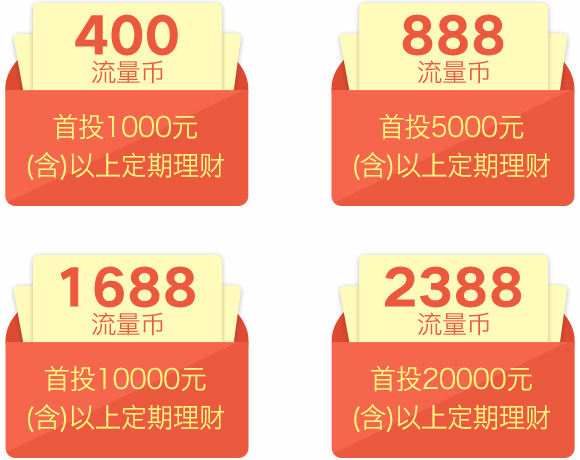 400
流量币
首投1000元
(含)以上定期理财
888
流量币
首投5000元
(含)以上定期理财
1688
流量币
首投10000元
(含)以上定期理财
2388
流量币
首投20000元
(含)以上定期理财